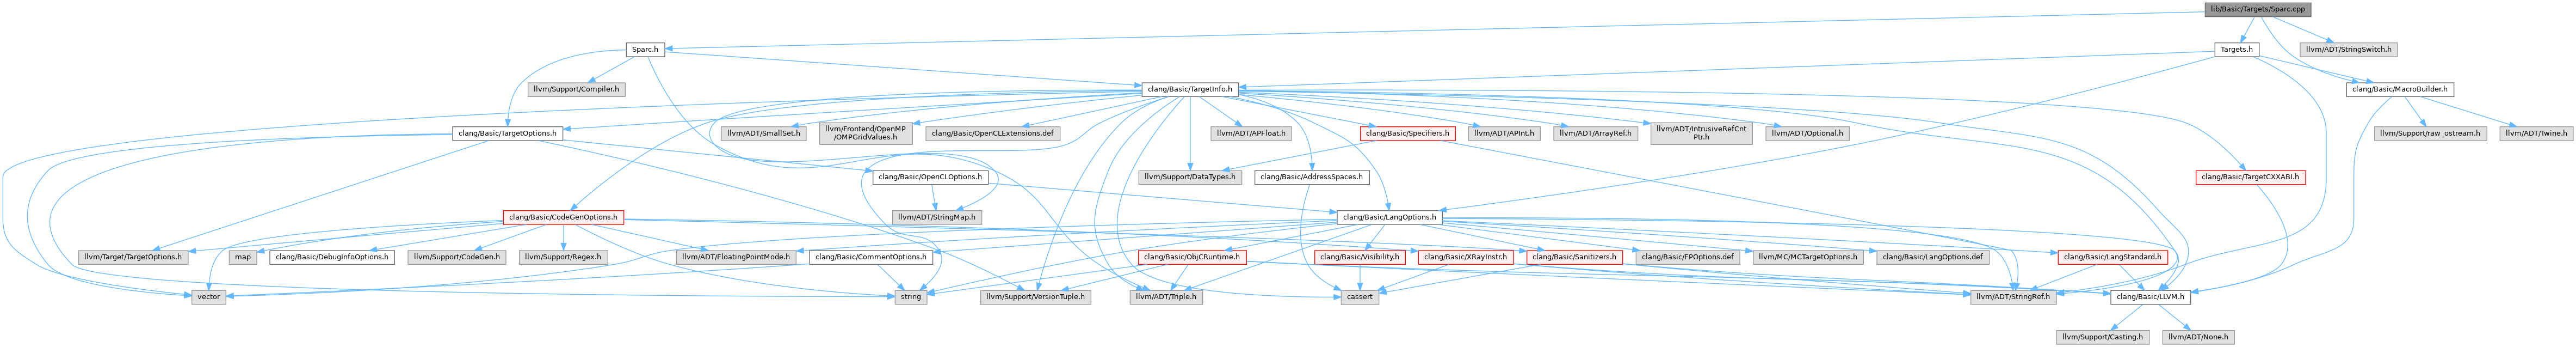 lib/Basic/Targets/Sparc.cpp
Sparc.h
Targets.h
llvm/ADT/StringSwitch.h
llvm/Support/Compiler.h
clang/Basic/TargetInfo.h
clang/Basic/MacroBuilder.h
clang/Basic/TargetOptions.h
llvm/ADT/SmallSet.h
llvm/Frontend/OpenMP
/OMPGridValues.h
clang/Basic/OpenCLExtensions.def
llvm/ADT/APFloat.h
clang/Basic/Specifiers.h
llvm/ADT/APInt.h
llvm/ADT/ArrayRef.h
llvm/ADT/IntrusiveRefCnt
Ptr.h
llvm/ADT/Optional.h
llvm/Support/raw_ostream.h
llvm/ADT/Twine.h
clang/Basic/OpenCLOptions.h
llvm/Support/DataTypes.h
clang/Basic/AddressSpaces.h
clang/Basic/TargetCXXABI.h
clang/Basic/CodeGenOptions.h
llvm/ADT/StringMap.h
clang/Basic/LangOptions.h
llvm/Target/TargetOptions.h
map
clang/Basic/DebugInfoOptions.h
llvm/Support/CodeGen.h
llvm/Support/Regex.h
llvm/ADT/FloatingPointMode.h
clang/Basic/CommentOptions.h
clang/Basic/ObjCRuntime.h
clang/Basic/Visibility.h
clang/Basic/XRayInstr.h
clang/Basic/Sanitizers.h
clang/Basic/FPOptions.def
llvm/MC/MCTargetOptions.h
clang/Basic/LangOptions.def
clang/Basic/LangStandard.h
vector
string
llvm/Support/VersionTuple.h
llvm/ADT/Triple.h
cassert
llvm/ADT/StringRef.h
clang/Basic/LLVM.h
llvm/Support/Casting.h
llvm/ADT/None.h